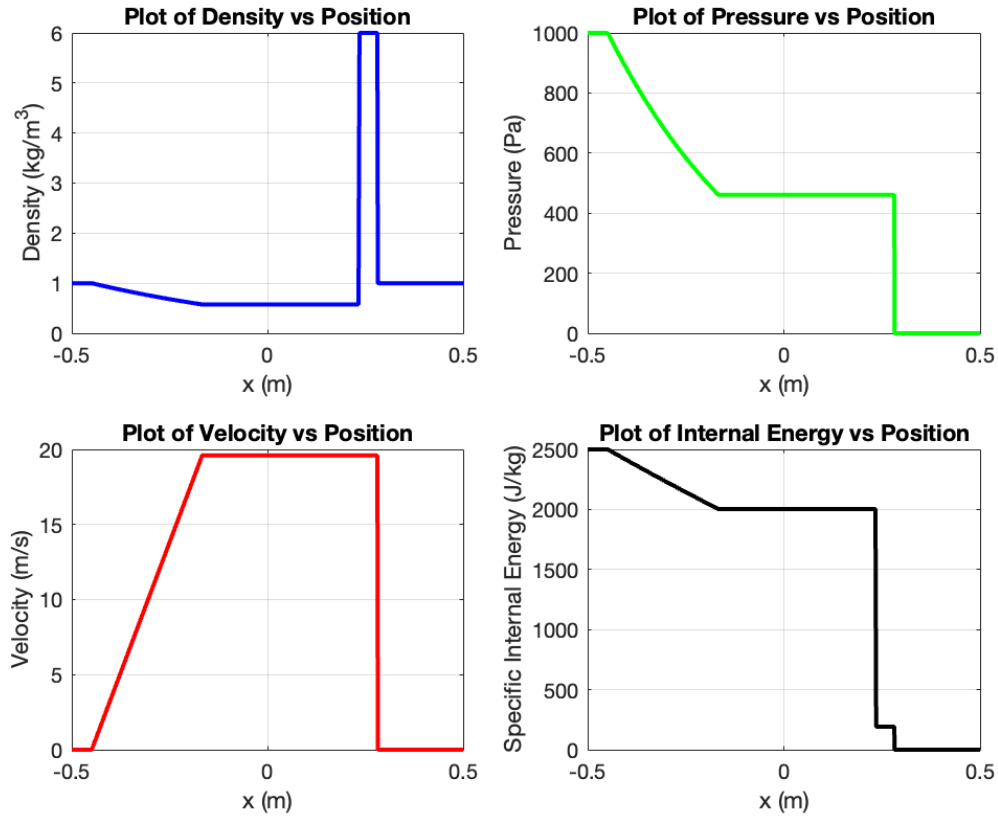 Plot of Density vs Position
6
5
4
3
2
1
0
Density (kg/m³)
-0.5 0 0.5
x (m)
Plot of Pressure vs Position
1000
800
600
400
200
0
Pressure (Pa)
-0.5 0 0.5
x (m)
Plot of Velocity vs Position
20
15
10
5
0
Velocity (m/s)
-0.5 0 0.5
x (m)
Plot of Internal Energy vs Position
2500
2000
1500
1000
500
0
Specific Internal Energy (J/kg)
-0.5 0 0.5
x (m)